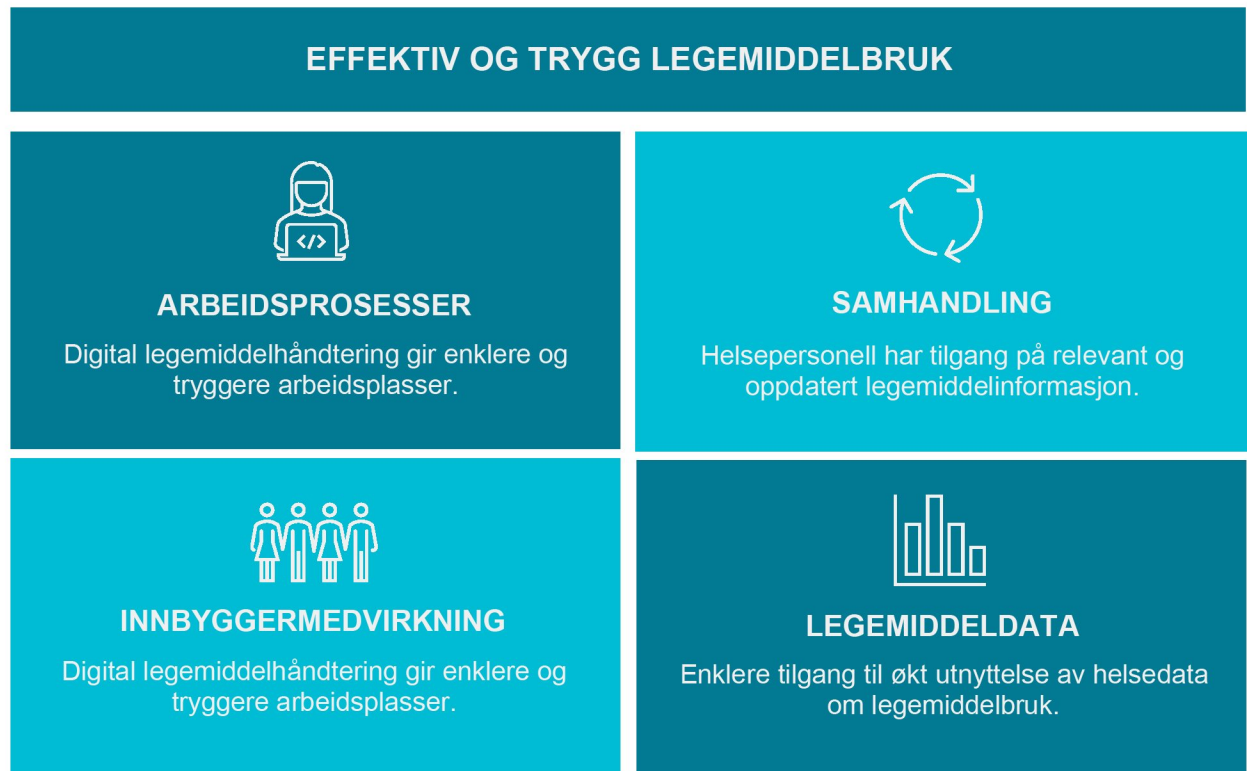 EFFEKTIV OG TRYGG LEGEMIDDELBRUK
ARBEIDSPROSESSER
Digital legemiddelhåndtering gir enklere og
tryggere arbeidsplasser.
SAMHANDLING
Helsepersonell har tilgang på relevant og
oppdatert legemiddelinformasjon.
INNBYGGERMEDVIRKNING
Digital legemiddelhåndtering gir enklere og
tryggere arbeidsplasser.
LEGEMIDDELDATA
Enklere tilgang til økt utnyttelse av helsedata
om legemiddelbruk.